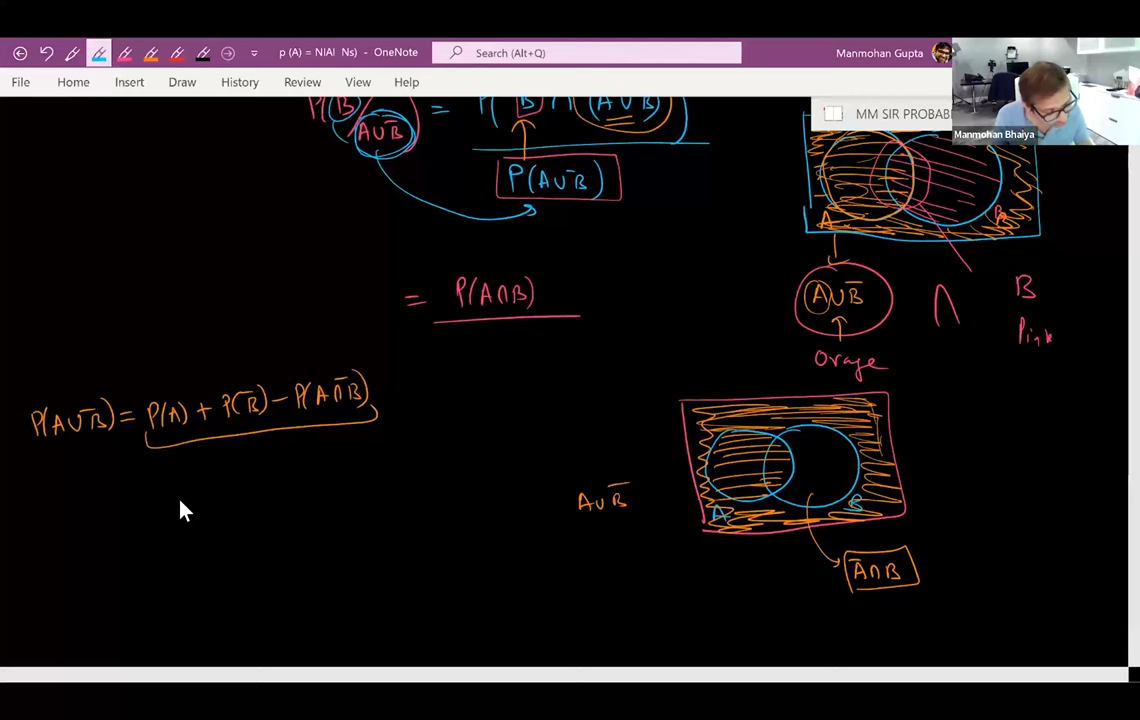 p (A) = N(A( Ns) - OneNote
Search (Alt+Q)
Manmohan Gupta
File Home Insert Draw History Review View Help
MM SIR PROBAB
Manmohan Bhaiya
P(B/A∪B̄) = P(B∩(A∪B̄))
P(A∪B̄)
A B
= P(A∩B)
A∪B̄ ∩ B
Orange Pink
P(A∪B̄) = P(A) + P(B̄) - P(A∩B̄)
A∪B̄
A B
Ā∩B